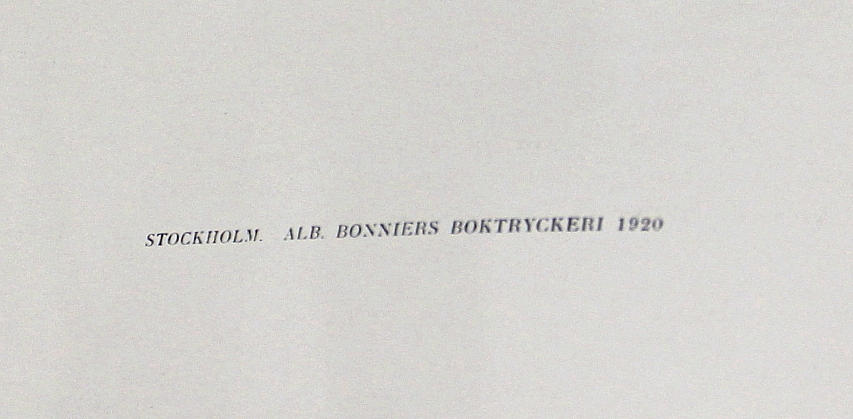 STOCKHOLM. ALB. BONNIERS BOKTRYCKERI 1920